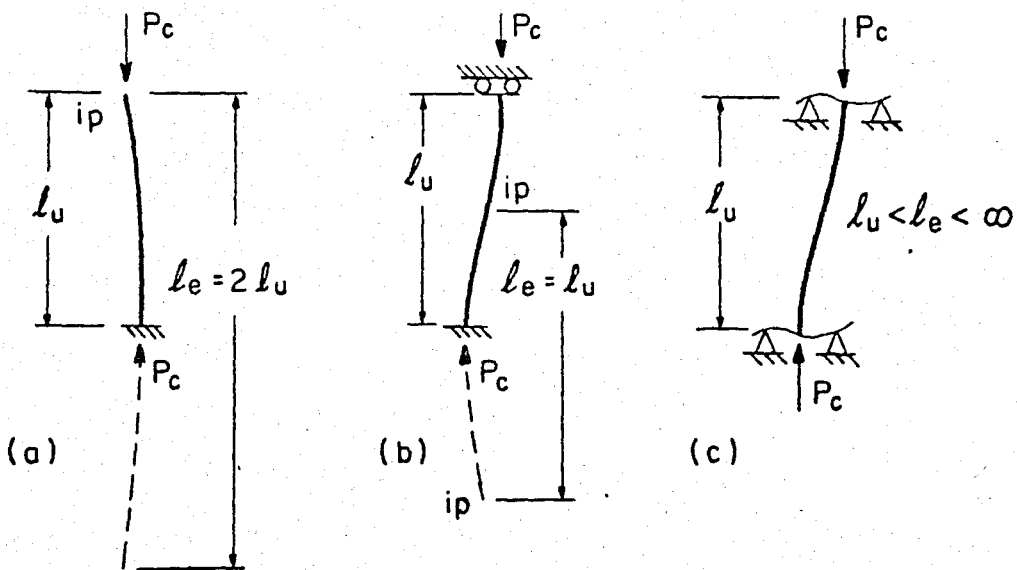 Pc
ip
ℓu
ℓe = 2 ℓu
Pc
(a)
Pc
ℓu
ip
ℓe = ℓu
Pc
(b)
ip
Pc
ℓu
ℓu < ℓe < ∞
Pc
(c)